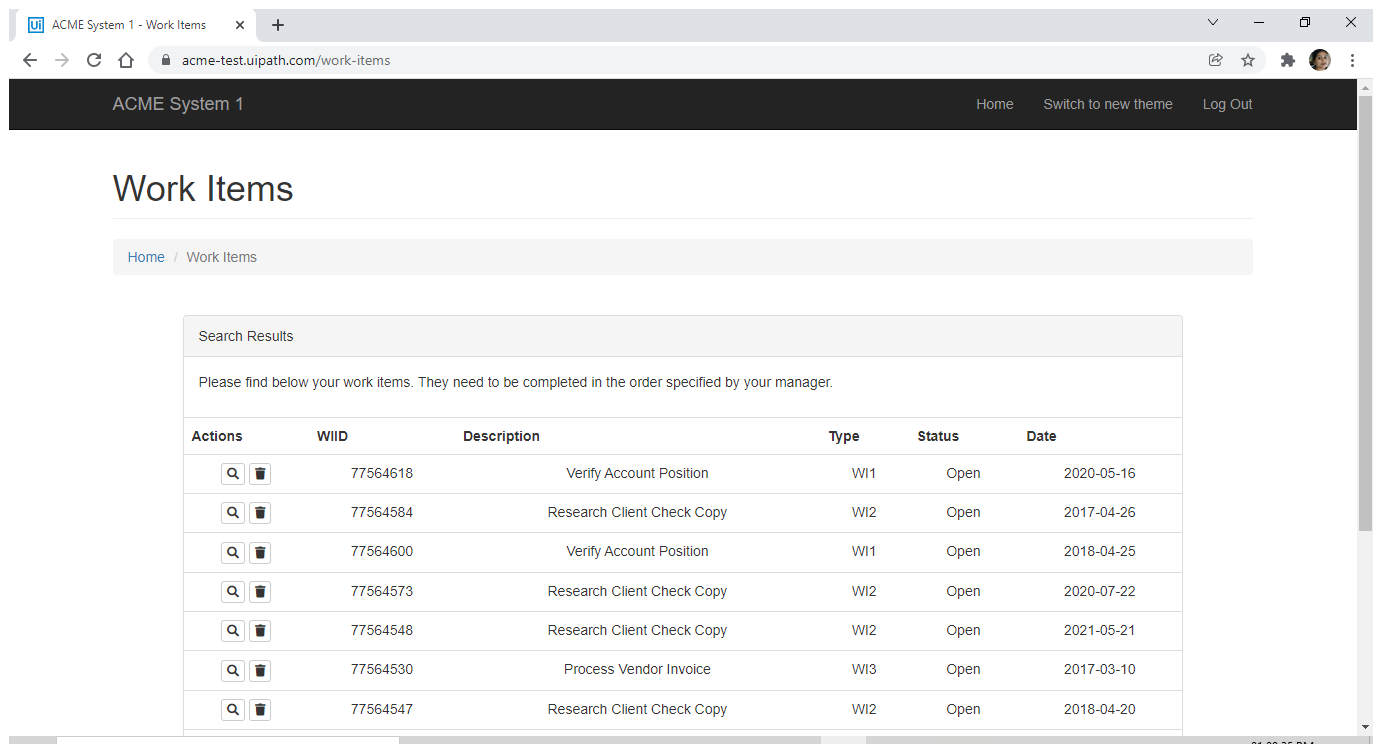 Ui ACME System 1 - Work Items
acme-test.uipath.com/work-items
ACME System 1 Home Switch to new theme Log Out
Work Items
Home / Work Items
Search Results
Please find below your work items. They need to be completed in the order specified by your manager.
Actions WIID Description Type Status Date
77564618 Verify Account Position WI1 Open 2020-05-16
77564584 Research Client Check Copy WI2 Open 2017-04-26
77564600 Verify Account Position WI1 Open 2018-04-25
77564573 Research Client Check Copy WI2 Open 2020-07-22
77564548 Research Client Check Copy WI2 Open 2021-05-21
77564530 Process Vendor Invoice WI3 Open 2017-03-10
77564547 Research Client Check Copy WI2 Open 2018-04-20